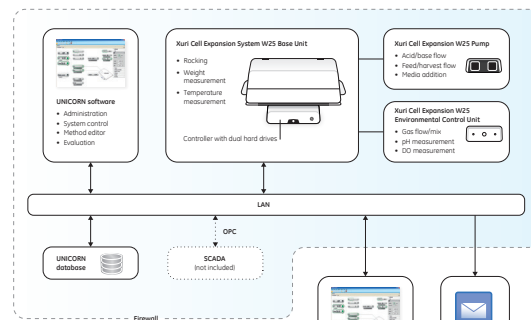 UNICORN software
• Administration
• System control
• Method editor
• Evaluation
Xuri Cell Expansion System W25 Base Unit
• Rocking
• Weight
measurement
• Temperature
measurement
Controller with dual hard drives
Xuri Cell Expansion W25 Pump
• Acid/base flow
• Feed/harvest flow
• Media addition
Xuri Cell Expansion W25
Environmental Control Unit
• Gas flow/mix
• pH measurement
• DO measurement
LAN
OPC
UNICORN
database
SCADA
(not included)
Firewall